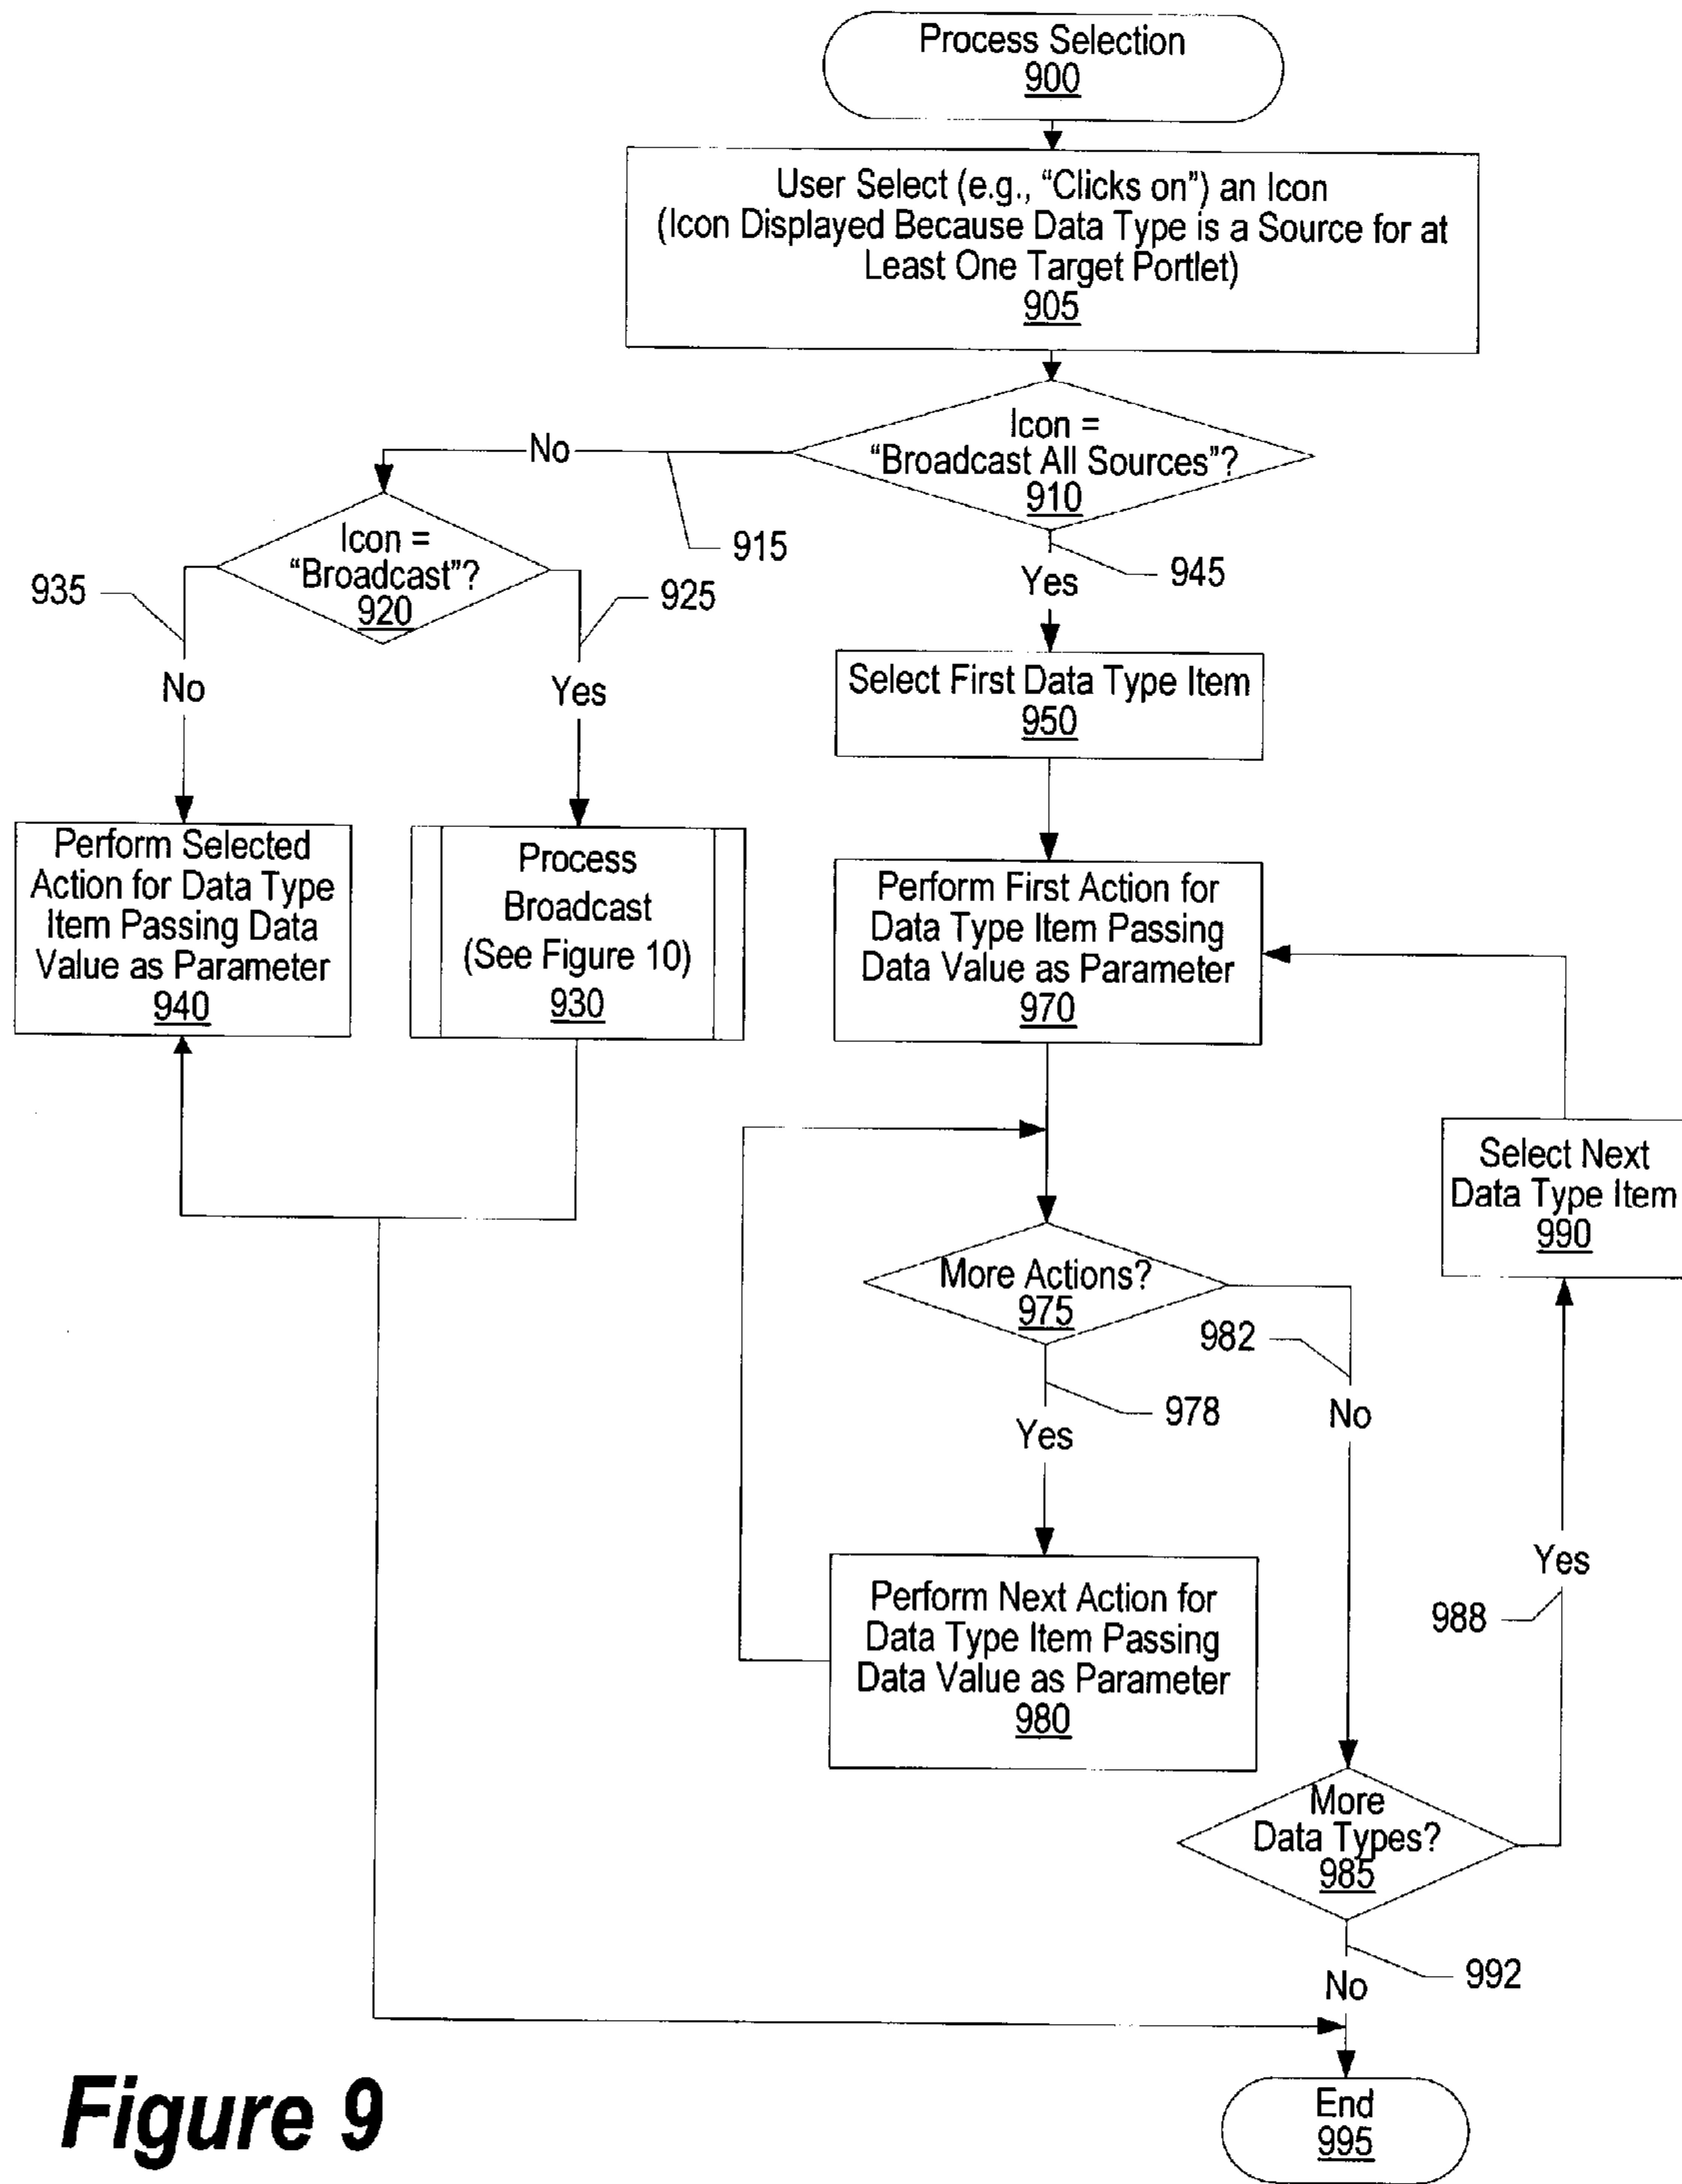 Process Selection
900
User Select (e.g., “Clicks on”) an Icon
(Icon Displayed Because Data Type is a Source for at
Least One Target Portlet)
905
Icon =
“Broadcast All Sources”?
910
No
915
945
Yes
Icon =
“Broadcast”?
920
935
925
No
Yes
Select First Data Type Item
950
Perform Selected
Action for Data Type
Item Passing Data
Value as Parameter
940
Process
Broadcast
(See Figure 10)
930
Perform First Action for
Data Type Item Passing
Data Value as Parameter
970
Select Next
Data Type Item
990
More Actions?
975
982
978
No
Yes
Perform Next Action for
Data Type Item Passing
Data Value as Parameter
980
Yes
988
More
Data Types?
985
992
No
End
995
Figure 9